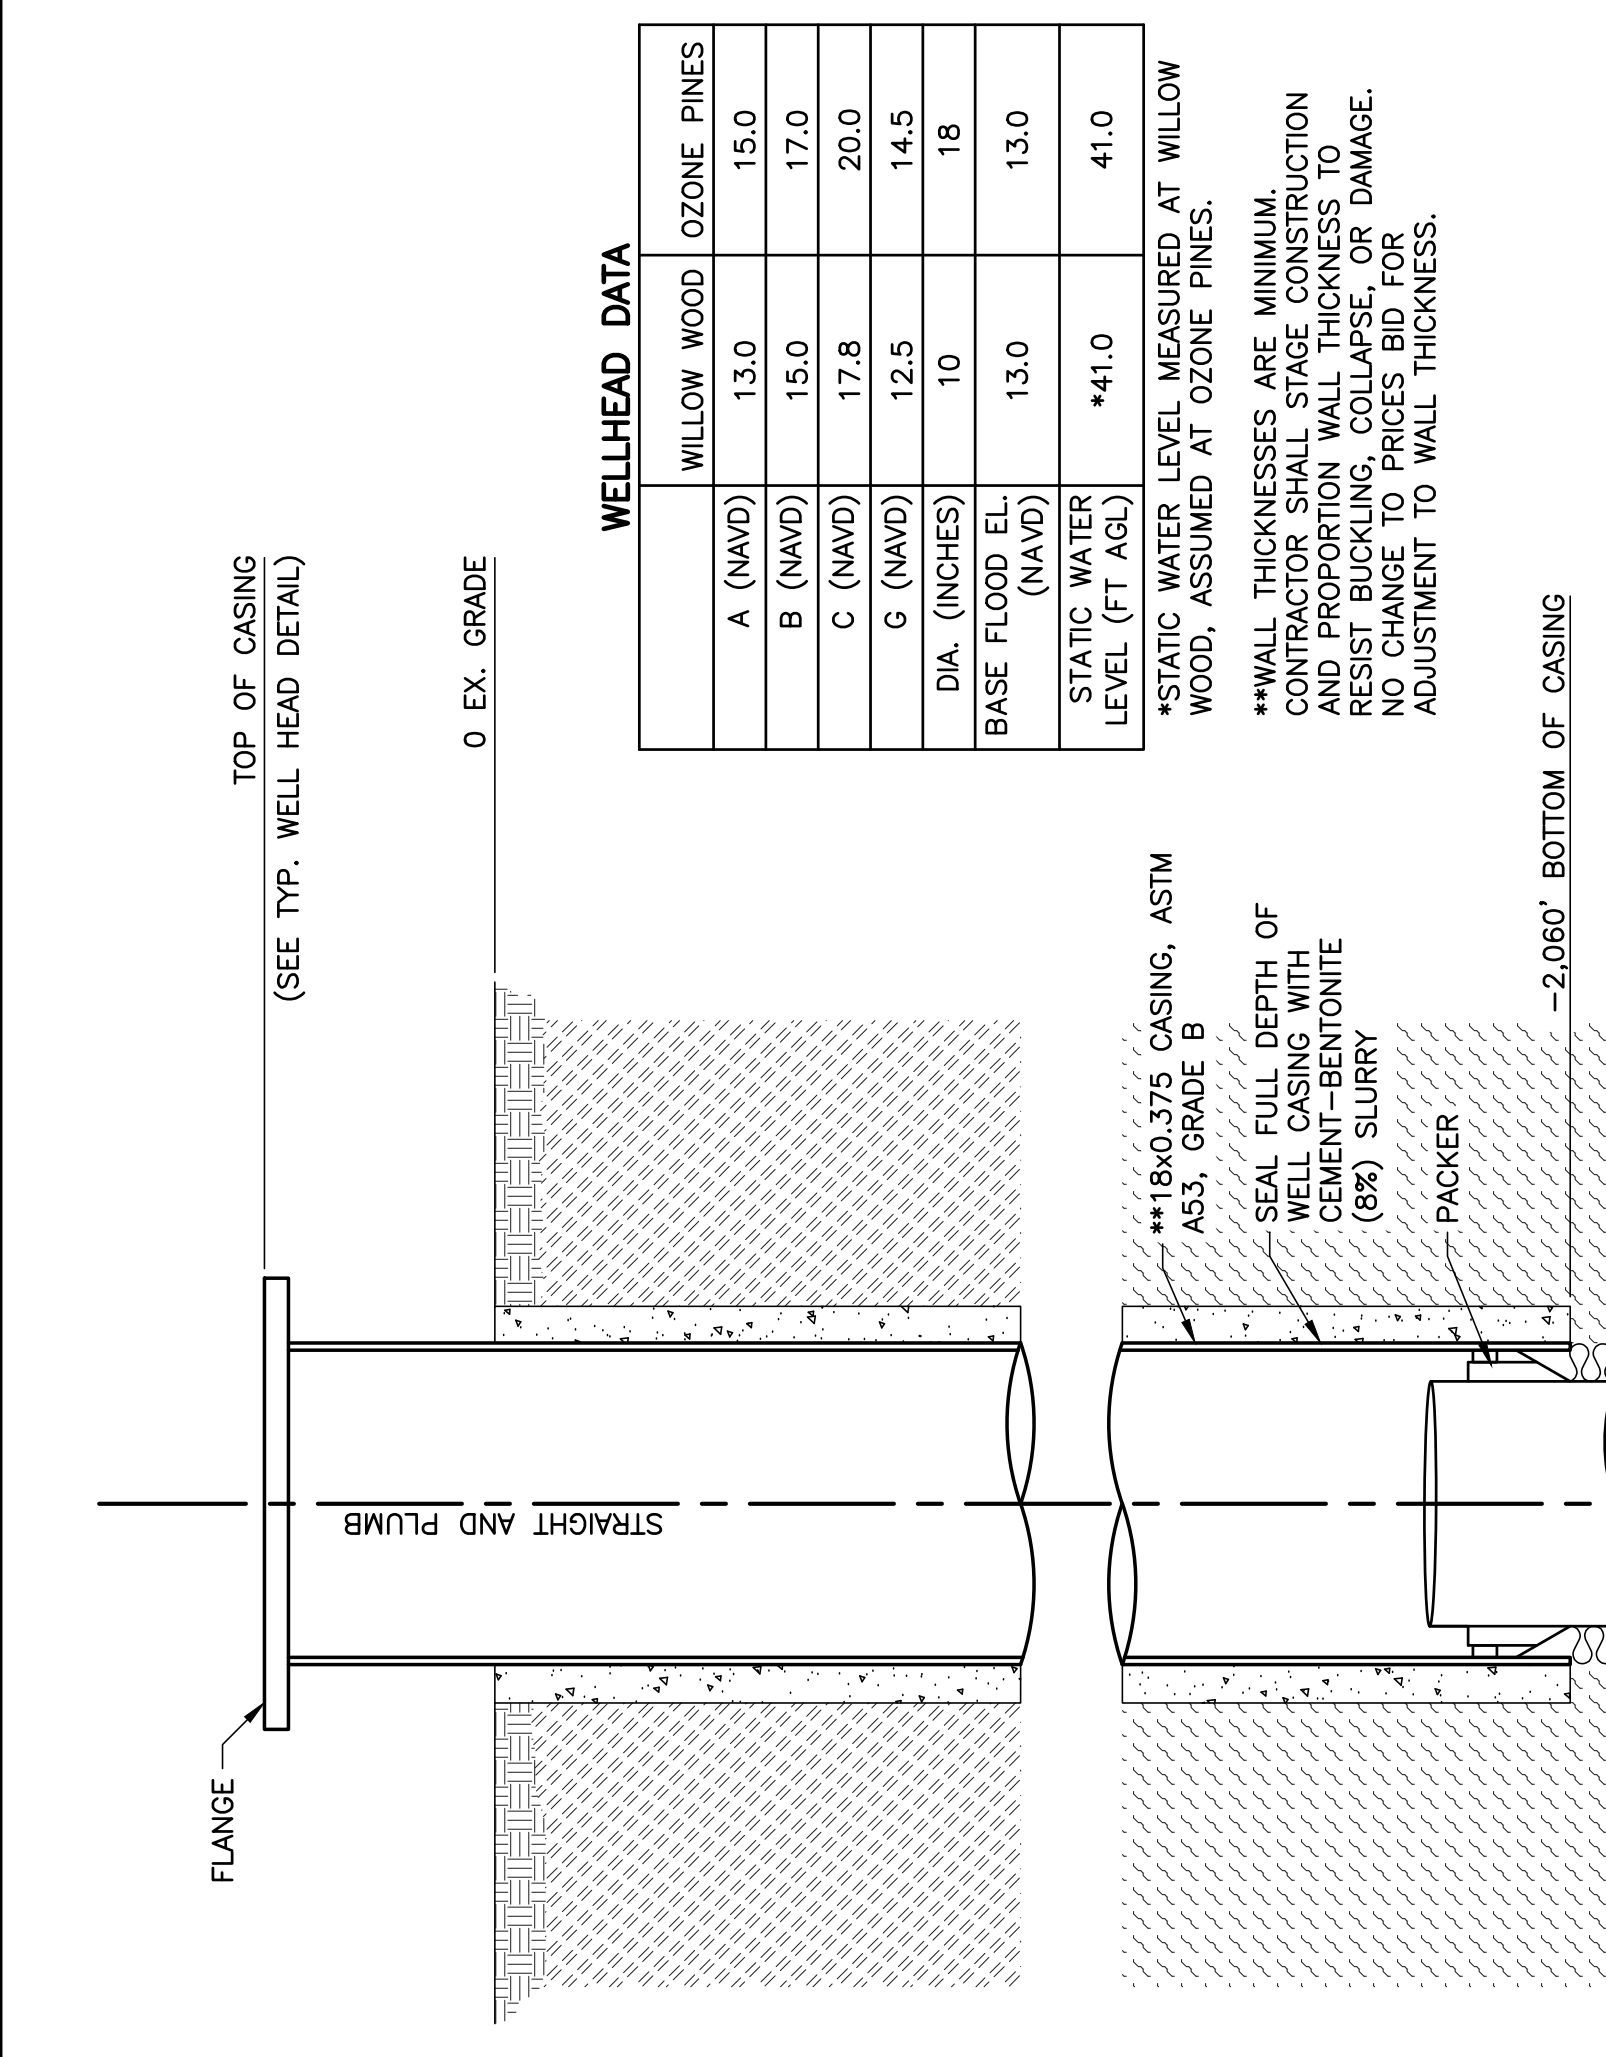 FLANGE
TOP OF CASING
(SEE TYP. WELL HEAD DETAIL)
0 EX. GRADE
STRAIGHT AND PLUMB
WELLHEAD DATA
WILLOW WOOD OZONE PINES
A (NAVD) 13.0 15.0
B (NAVD) 15.0 17.0
C (NAVD) 17.8 20.0
G (NAVD) 12.5 14.5
DIA. (INCHES) 10 18
BASE FLOOD EL.
(NAVD) 13.0 13.0
STATIC WATER
LEVEL (FT AGL) *41.0 41.0
*STATIC WATER LEVEL MEASURED AT WILLOW
WOOD, ASSUMED AT OZONE PINES.
**WALL THICKNESSES ARE MINIMUM.
CONTRACTOR SHALL STAGE CONSTRUCTION
AND PROPORTION WALL THICKNESS TO
RESIST BUCKLING, COLLAPSE, OR DAMAGE.
NO CHANGE TO PRICES BID FOR
ADJUSTMENT TO WALL THICKNESS.
**18x0.375 CASING, ASTM
A53, GRADE B
SEAL FULL DEPTH OF
WELL CASING WITH
CEMENT-BENTONITE
(8%) SLURRY
PACKER
-2,060' BOTTOM OF CASING